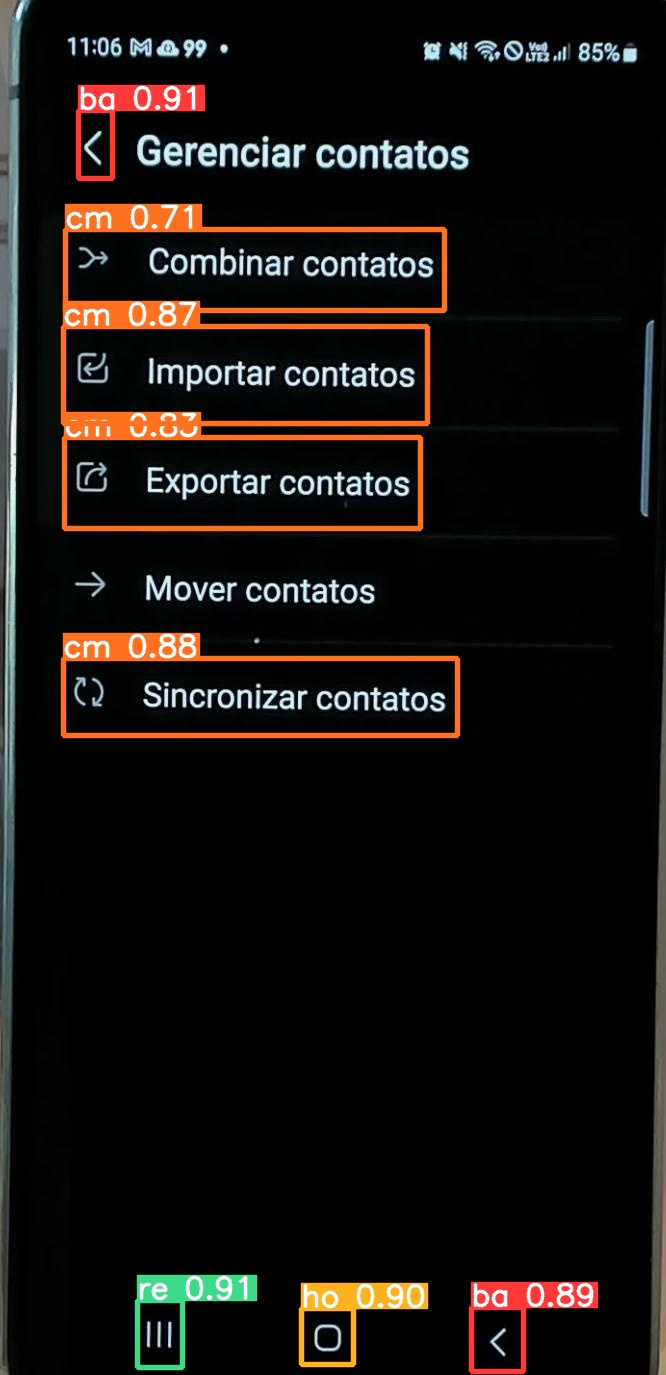 11:06 99
85%
ba 0.91
Gerenciar contatos
cm 0.71
Combinar contatos
cm 0.87
Importar contatos
cm 0.83
Exportar contatos
Mover contatos
cm 0.88
Sincronizar contatos
re 0.91
ho 0.90
ba 0.89